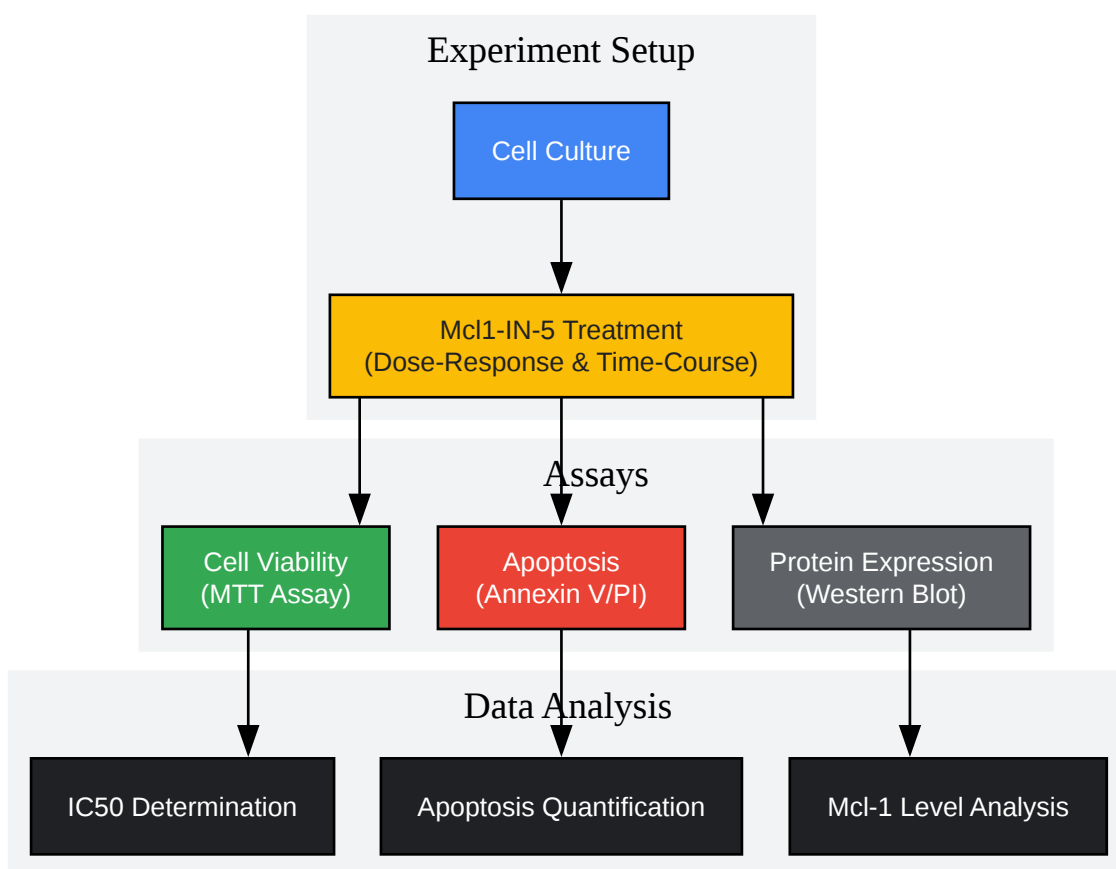 Experiment Setup
Cell Culture
Mcl1-IN-5 Treatment
(Dose-Response & Time-Course)
Assays
Cell Viability
(MTT Assay)
Apoptosis
(Annexin V/PI)
Protein Expression
(Western Blot)
Data Analysis
IC50 Determination
Apoptosis Quantification
Mcl-1 Level Analysis